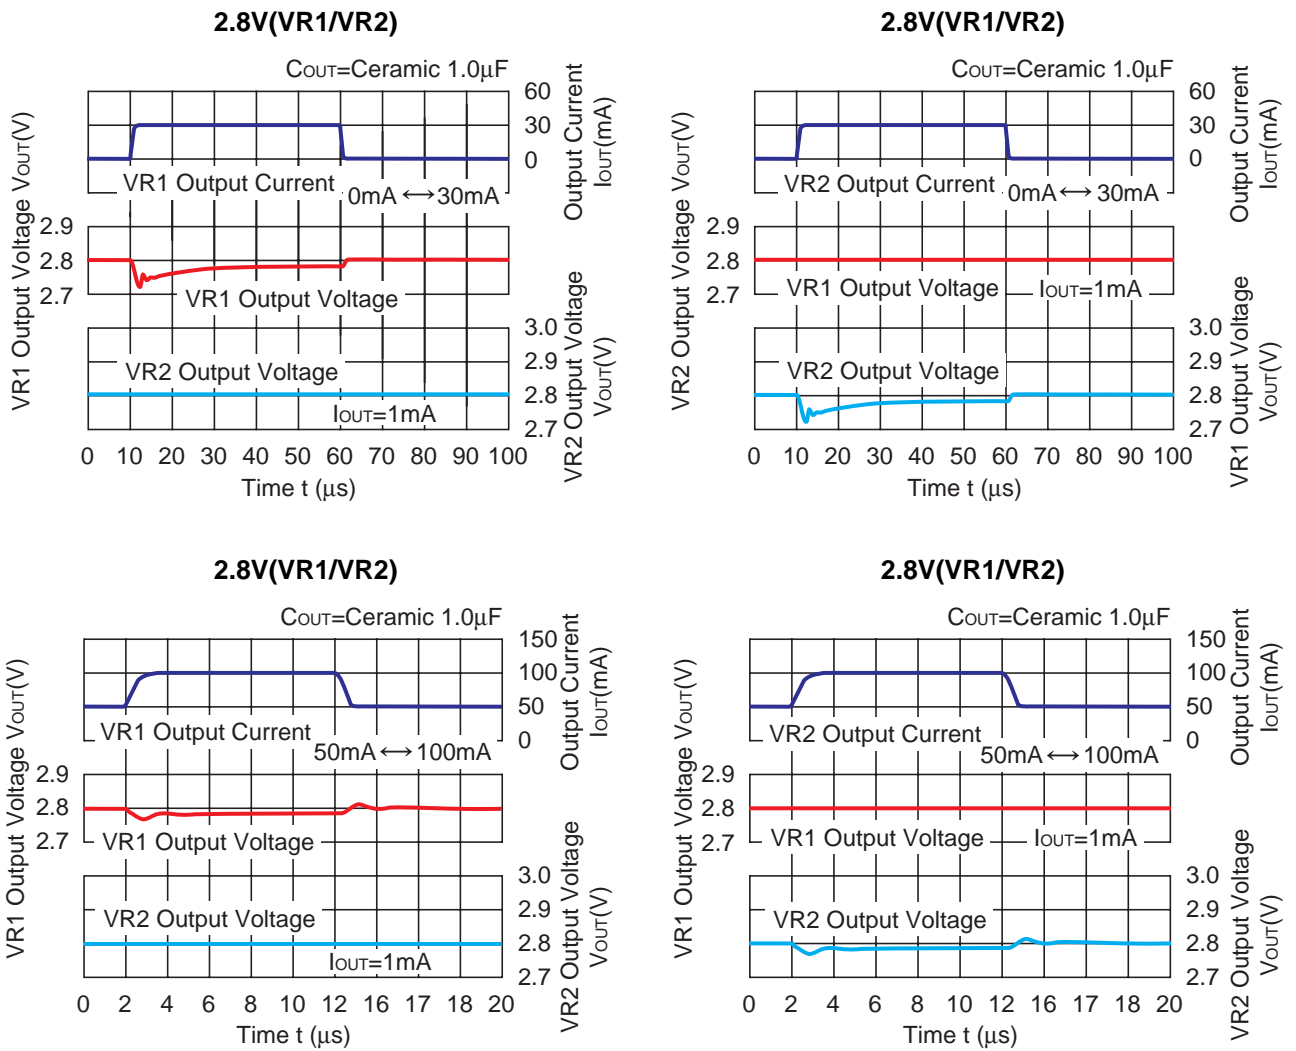 2.8V(VR1/VR2)
COUT=Ceramic 1.0μF
VR1 Output Voltage VOUT(V)
60
30
0
Output Current
IOUT(mA)
VR1 Output Current
0mA ↔ 30mA
2.9
2.8
2.7
VR1 Output Voltage
3.0
2.9
2.8
2.7
VR2 Output Voltage
VOUT(V)
VR2 Output Voltage
IOUT=1mA
0 10 20 30 40 50 60 70 80 90 100
Time t (μs)
2.8V(VR1/VR2)
COUT=Ceramic 1.0μF
VR2 Output Voltage VOUT(V)
60
30
0
Output Current
IOUT(mA)
VR2 Output Current
0mA ↔ 30mA
2.9
2.8
2.7
VR1 Output Voltage
IOUT=1mA
3.0
2.9
2.8
2.7
VR1 Output Voltage
VOUT(V)
VR2 Output Voltage
0 10 20 30 40 50 60 70 80 90 100
Time t (μs)
2.8V(VR1/VR2)
COUT=Ceramic 1.0μF
VR1 Output Voltage VOUT(V)
150
100
50
0
Output Current
IOUT(mA)
VR1 Output Current
50mA ↔ 100mA
2.9
2.8
2.7
VR1 Output Voltage
3.0
2.9
2.8
2.7
VR2 Output Voltage
VOUT(V)
VR2 Output Voltage
IOUT=1mA
0 2 4 6 8 10 12 16 17 18 20
Time t (μs)
2.8V(VR1/VR2)
COUT=Ceramic 1.0μF
VR1 Output Voltage VOUT(V)
150
100
50
0
Output Current
IOUT(mA)
VR2 Output Current
50mA ↔ 100mA
2.9
2.8
2.7
VR1 Output Voltage
IOUT=1mA
3.0
2.9
2.8
2.7
VR2 Output Voltage
VOUT(V)
VR2 Output Voltage
0 2 4 6 8 10 12 16 17 18 20
Time t (μs)